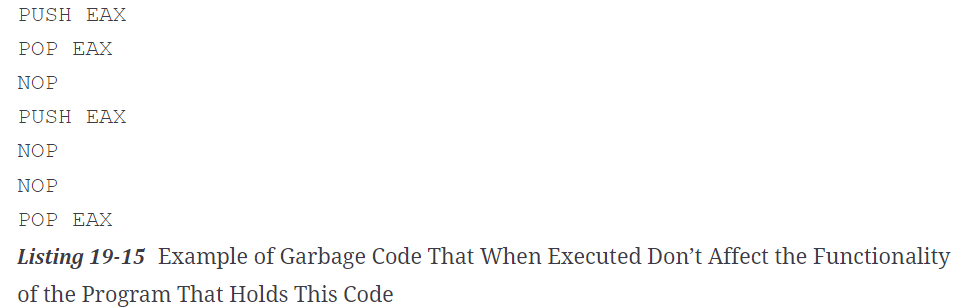 PUSH EAX
POP EAX
NOP
PUSH EAX
NOP
NOP
POP EAX
Listing 19-15 Example of Garbage Code That When Executed Don’t Affect the Functionality
of the Program That Holds This Code